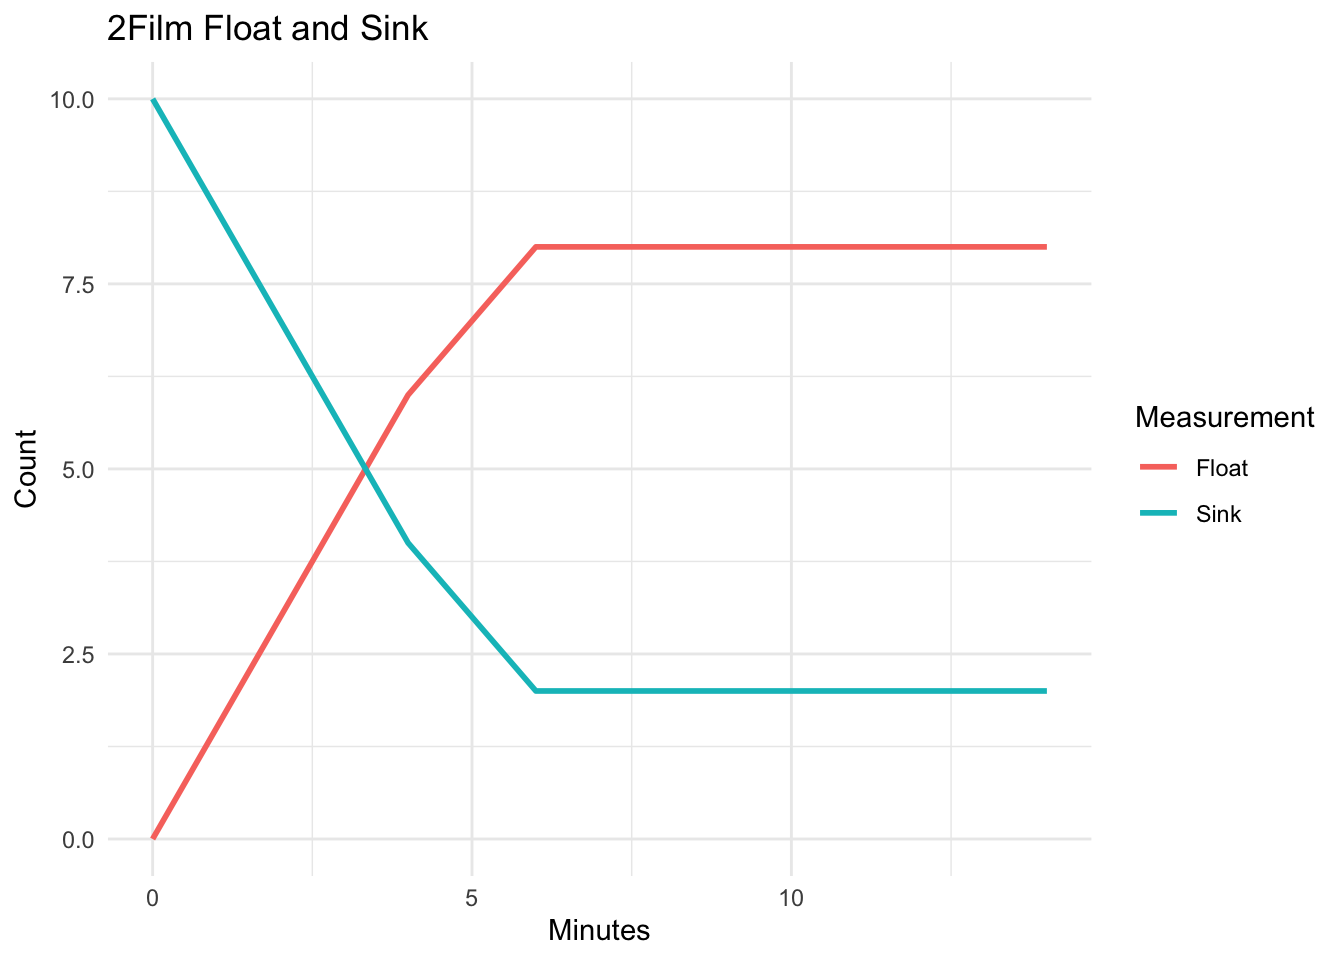 2Film Float and Sink
10.0
7.5
5.0
2.5
0.0
Count
0 5 10
Minutes
Measurement
Float
Sink